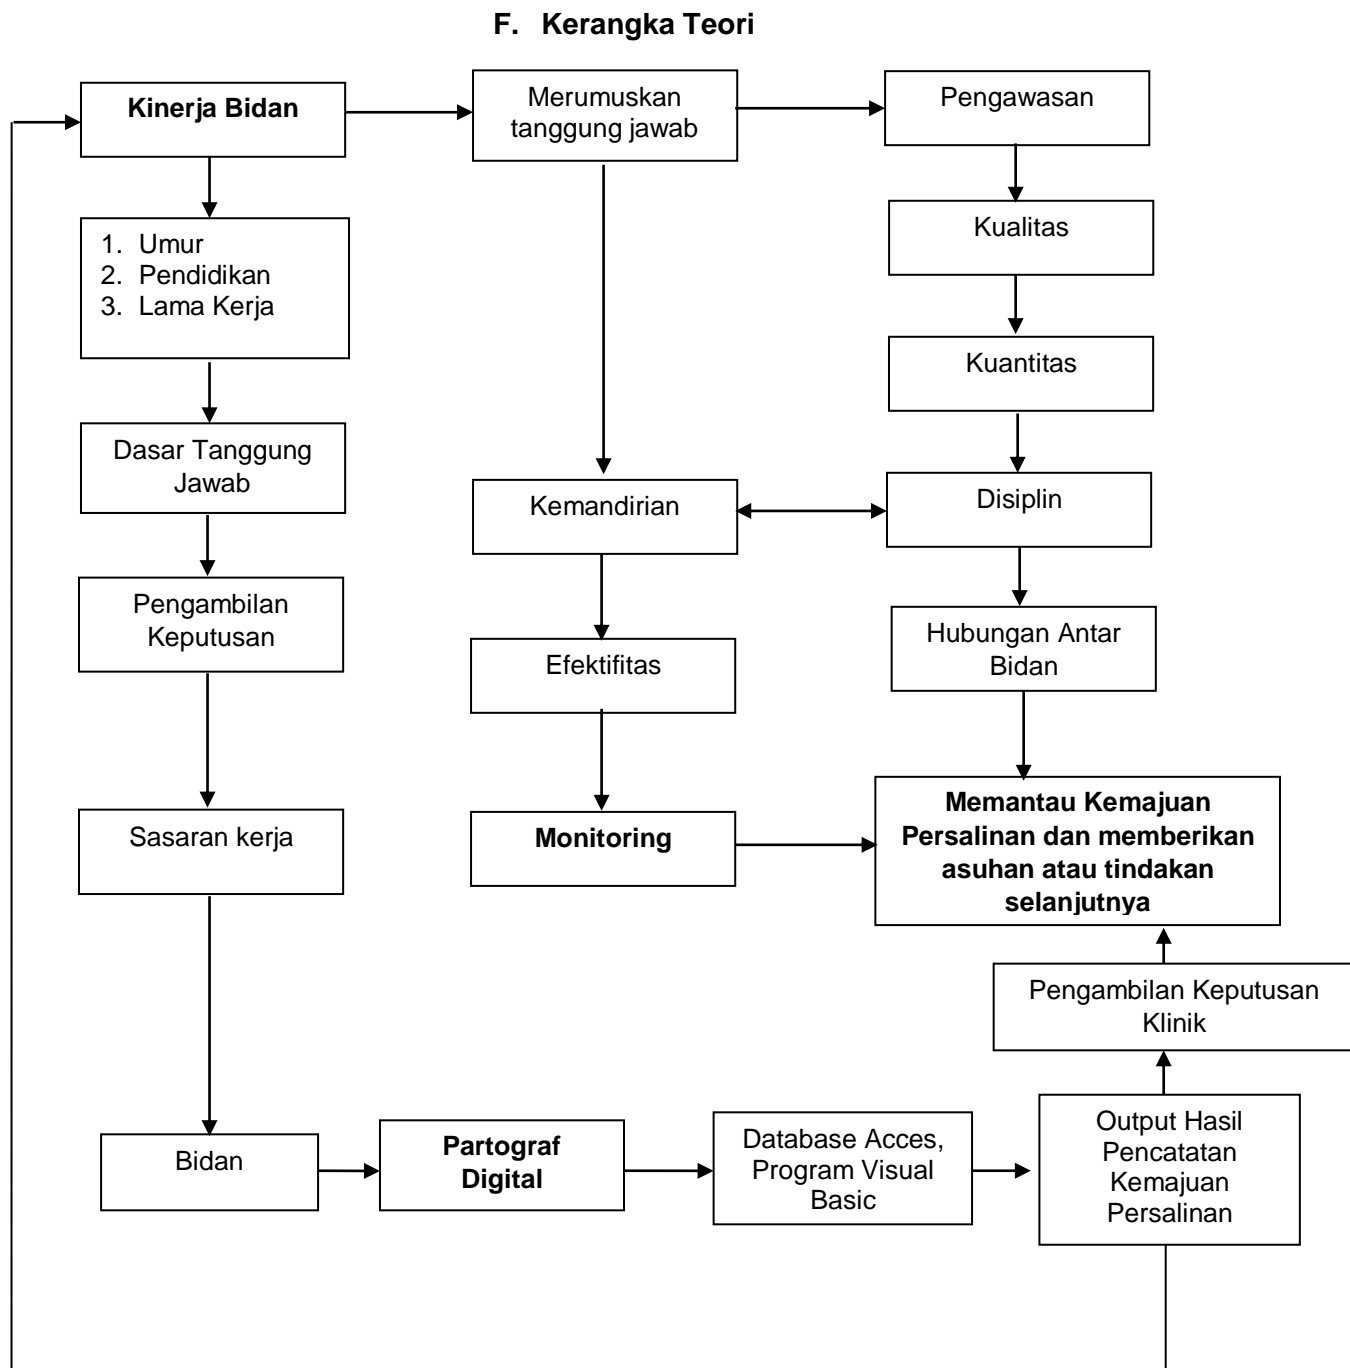 F. Kerangka Teori
Kinerja Bidan
Merumuskan
tanggung jawab
Pengawasan
1. Umur
2. Pendidikan
3. Lama Kerja
Kualitas
Kuantitas
Dasar Tanggung
Jawab
Kemandirian
Disiplin
Pengambilan
Keputusan
Efektifitas
Hubungan Antar
Bidan
Sasaran kerja
Monitoring
Memantau Kemajuan
Persalinan dan memberikan
asuhan atau tindakan
selanjutnya
Pengambilan Keputusan
Klinik
Bidan
Partograf
Digital
Database Acces,
Program Visual
Basic
Output Hasil
Pencatatan
Kemajuan
Persalinan